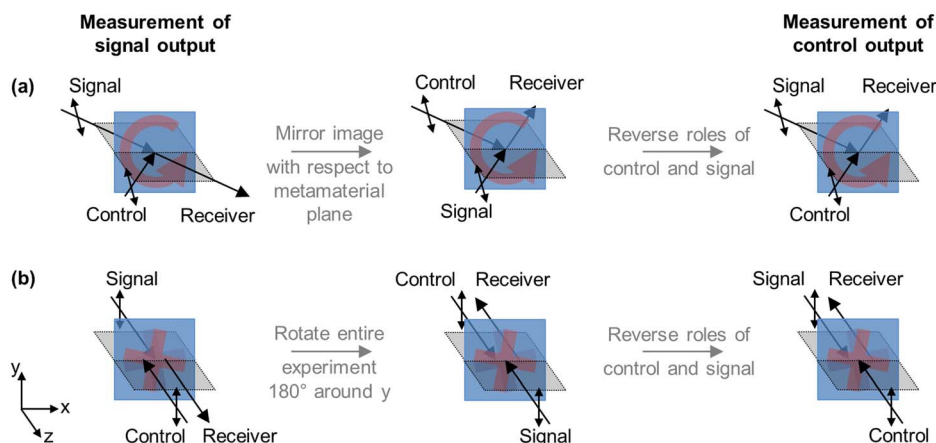 Measurement of
signal output
Measurement of
control output
(a)
Signal
Control
Receiver
Mirror image
with respect to
metamaterial
plane
Control
Receiver
Signal
Reverse roles of
control and signal
Signal
Receiver
Control
(b)
Signal
Control
Receiver
Rotate entire
experiment
180° around y
Control Receiver
Signal
Reverse roles of
control and signal
Signal Receiver
Control
y
x
z